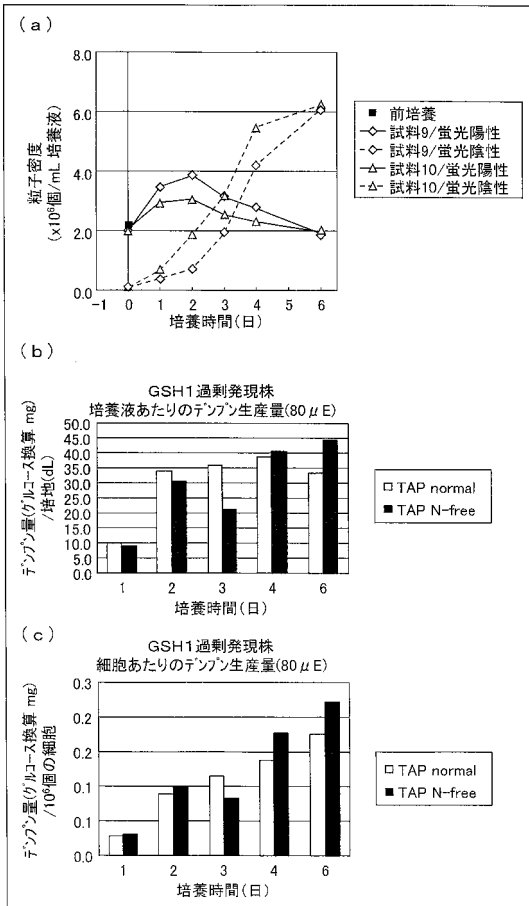 (a)
粒子密度
(x10⁶個/mL 培養液)
8.0
6.0
4.0
2.0
0.0
-1 0 1 2 3 4 5 6
培養時間(日)
■ 前培養
試料9/蛍光陽性
試料9/蛍光陰性
試料10/蛍光陽性
試料10/蛍光陰性
(b)
GSH1過剰発現株
培養液あたりのデンプン生産量(80μE)
デンプン量(グルコース換算 mg)
/培地(dL)
45.0
40.0
35.0
30.0
25.0
20.0
15.0
10.0
5.0
0.0
1 2 3 4 6
培養時間(日)
TAP normal
TAP N-free
(c)
GSH1過剰発現株
細胞あたりのデンプン生産量(80μE)
デンプン量(グルコース換算 mg)
/10⁶個の細胞
0.3
0.2
0.2
0.1
0.1
0.0
1 2 3 4 6
培養時間(日)
TAP normal
TAP N-free